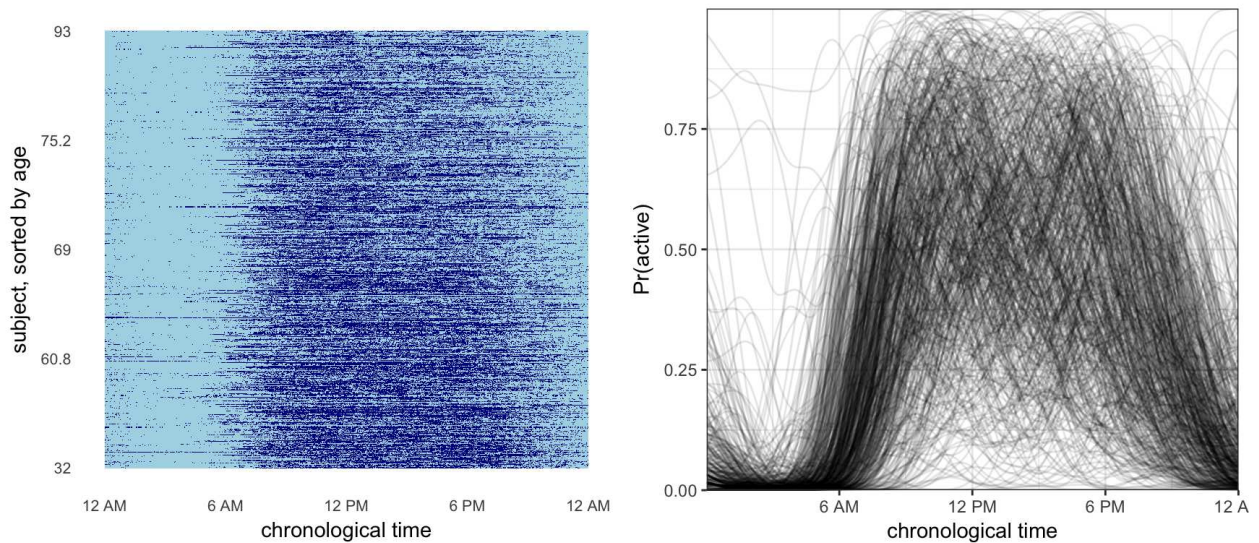 93
75.2
69
60.8
32
subject, sorted by age
12 AM 6 AM 12 PM 6 PM 12 AM
chronological time
0.75
0.50
0.25
0.00
Pr(active)
6 AM 12 PM 6 PM 12 A
chronological time